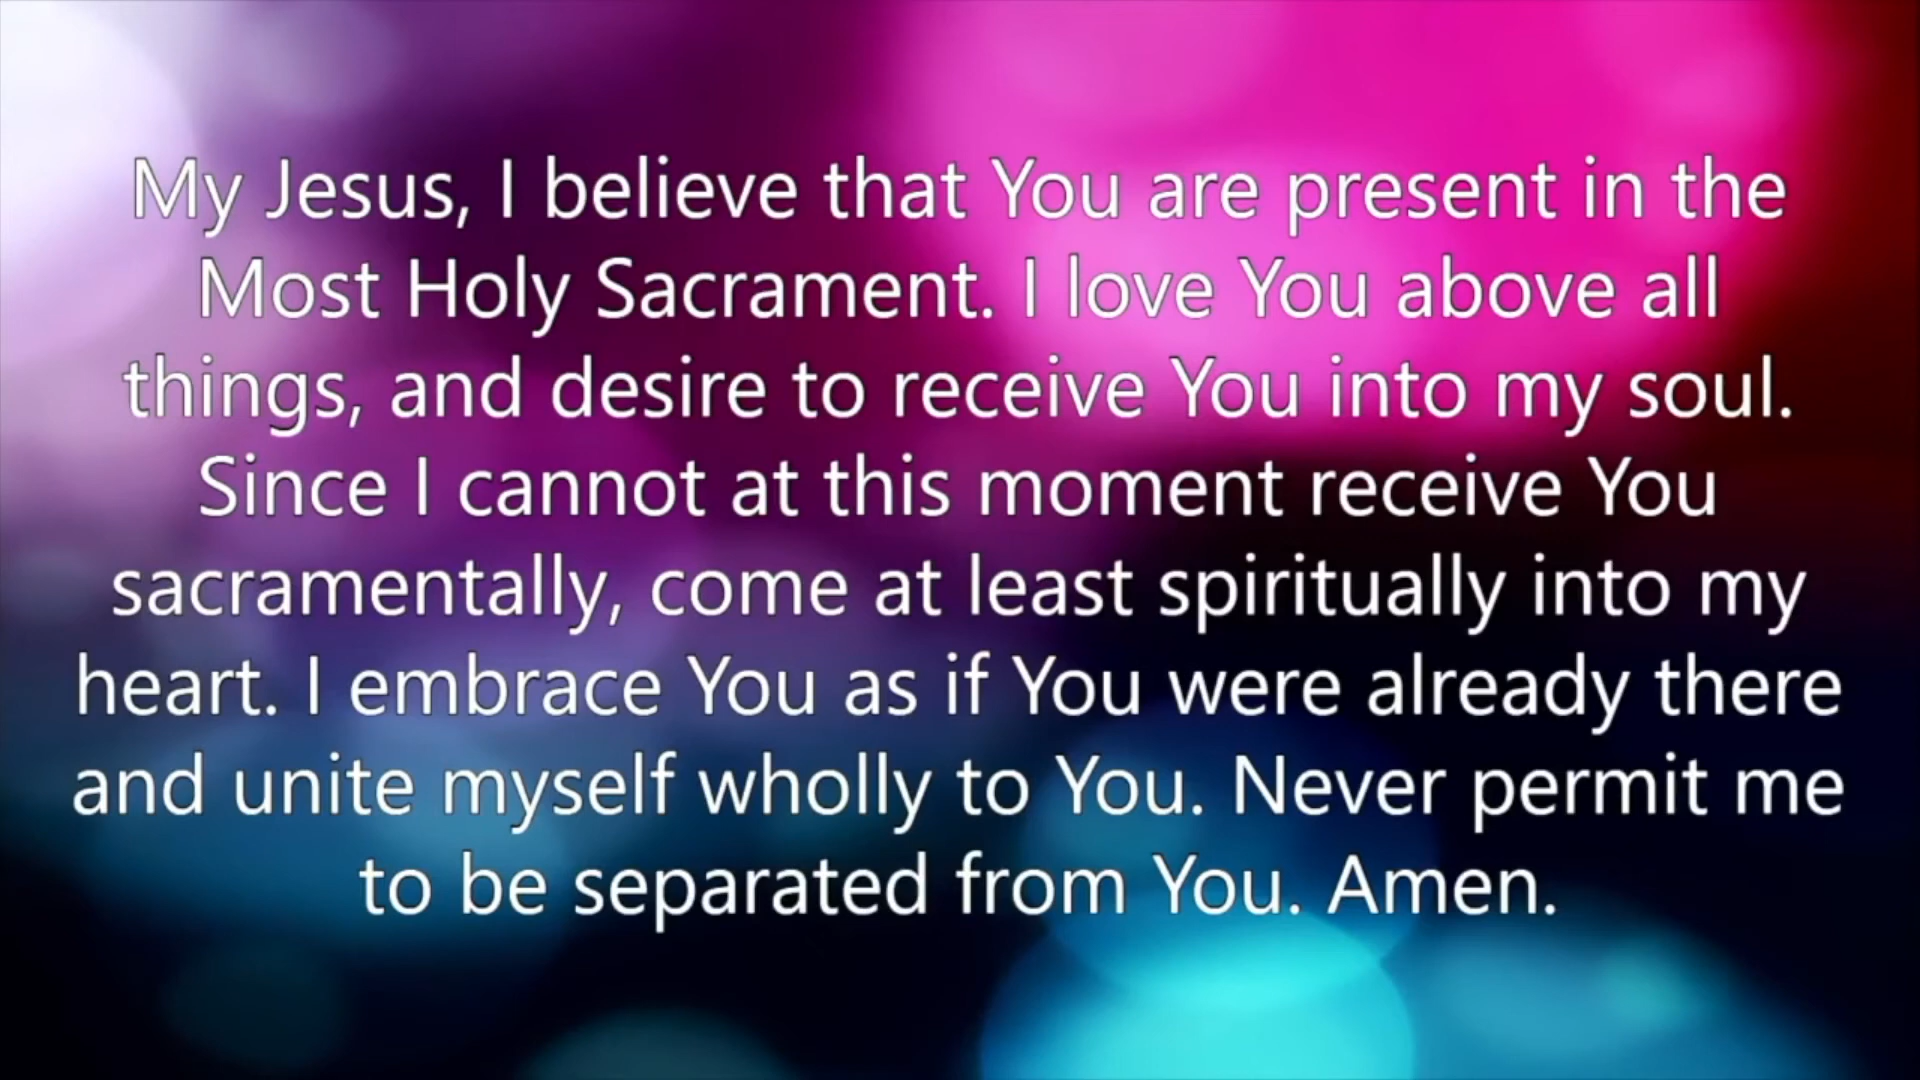 My Jesus, I believe that You are present in the
Most Holy Sacrament. I love You above all
things, and desire to receive You into my soul.
Since I cannot at this moment receive You
sacramentally, come at least spiritually into my
heart. I embrace You as if You were already there
and unite myself wholly to You. Never permit me
to be separated from You. Amen.